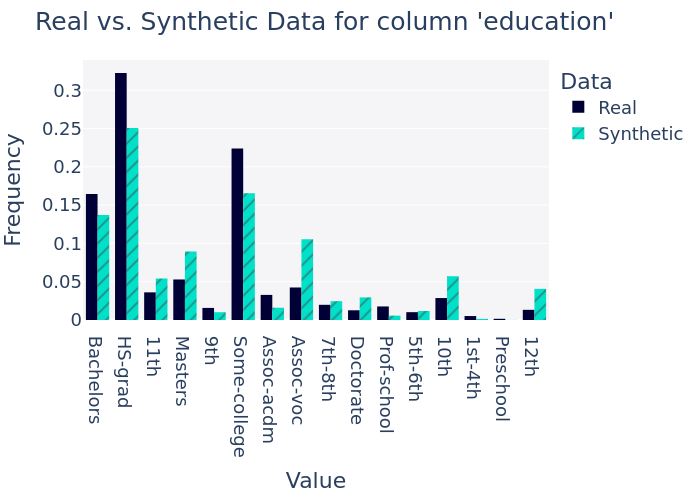 Real vs. Synthetic Data for column 'education'
Data
Real
Synthetic
Frequency
0.3
0.25
0.2
0.15
0.1
0.05
0
Bachelors
HS-grad
11th
Masters
9th
Some-college
Assoc-acdm
Assoc-voc
7th-8th
Doctorate
Prof-school
5th-6th
10th
1st-4th
Preschool
12th
Value